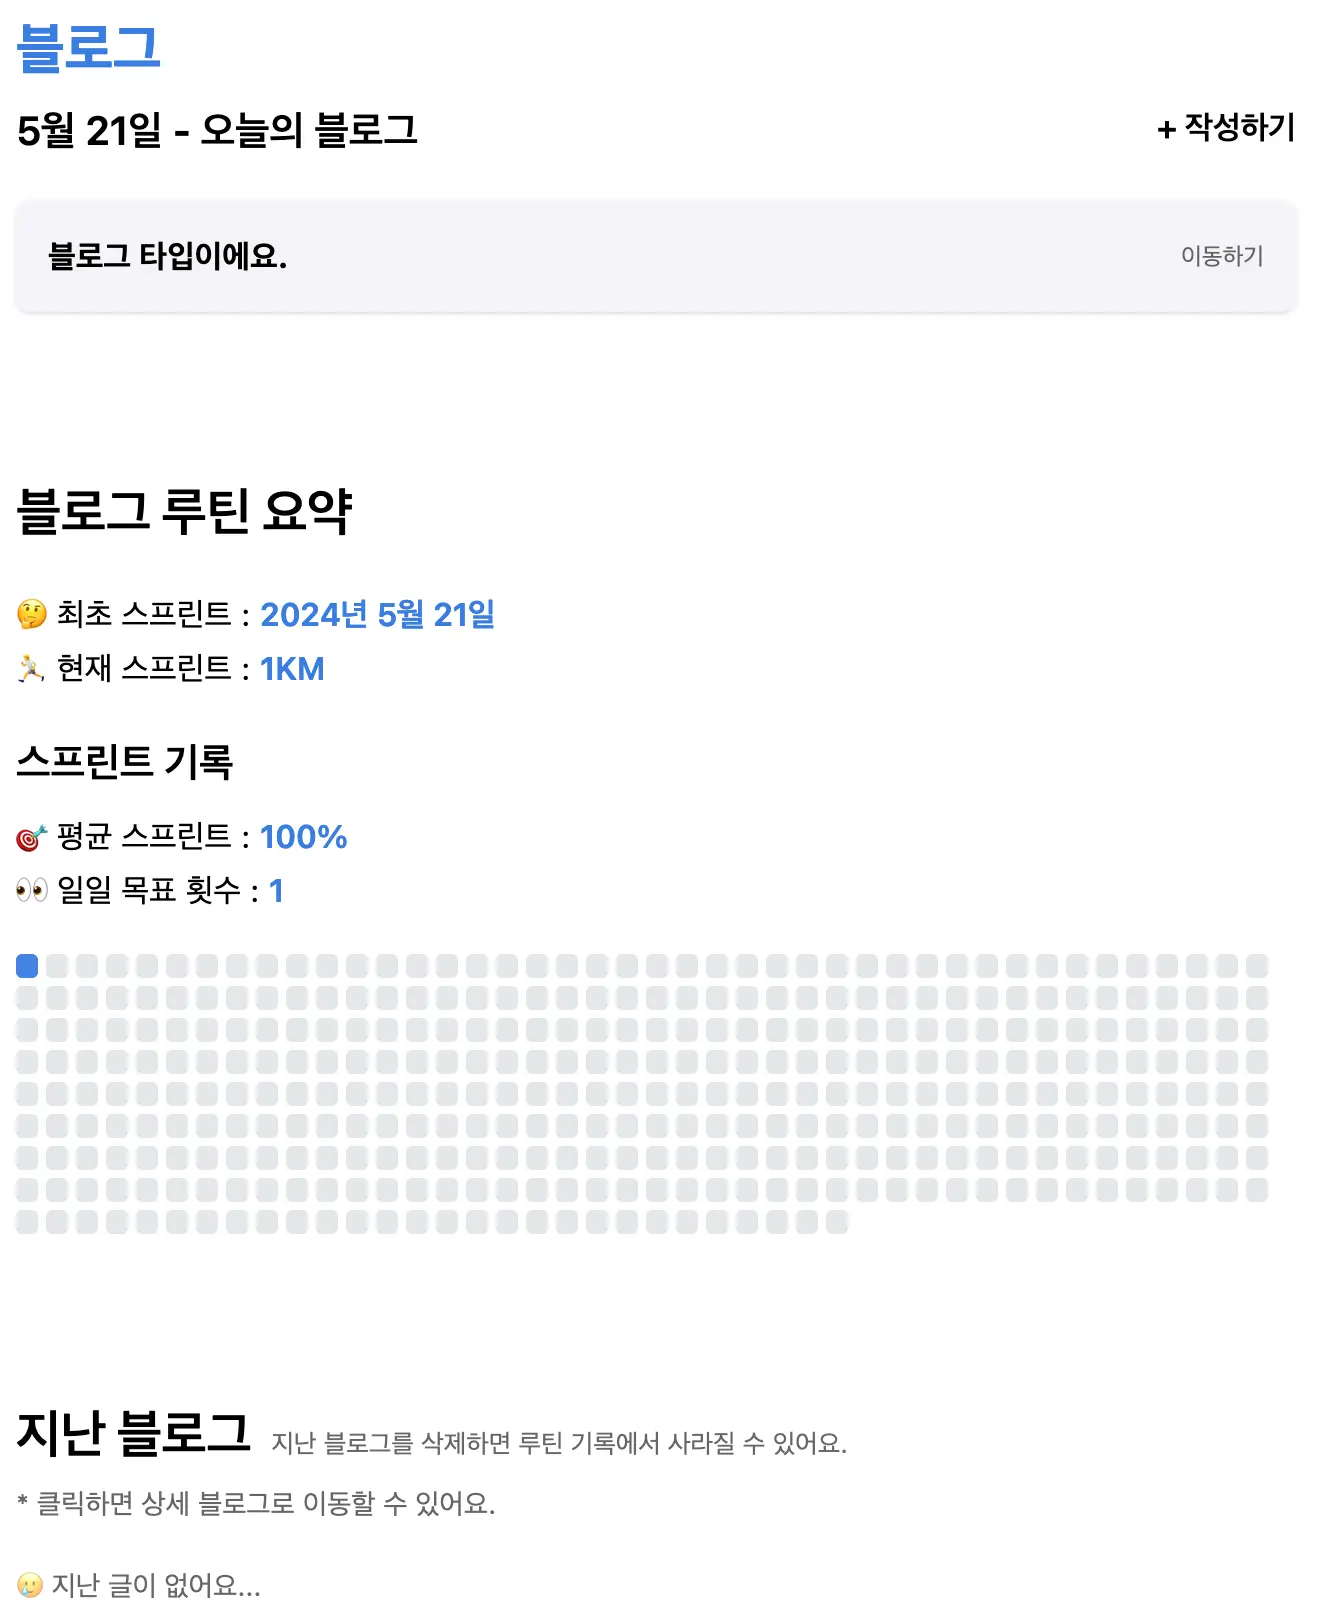 블로그
5월 21일 - 오늘의 블로그
+ 작성하기
블로그 타입이에요.
이동하기
블로그 루틴 요약
🤔 최초 스프린트 : 2024년 5월 21일
🏃 현재 스프린트 : 1KM
스프린트 기록
🎯 평균 스프린트 : 100%
👀 일일 목표 횟수 : 1
지난 블로그 지난 블로그를 삭제하면 루틴 기록에서 사라질 수 있어요.
* 클릭하면 상세 블로그로 이동할 수 있어요.
🥲 지난 글이 없어요...